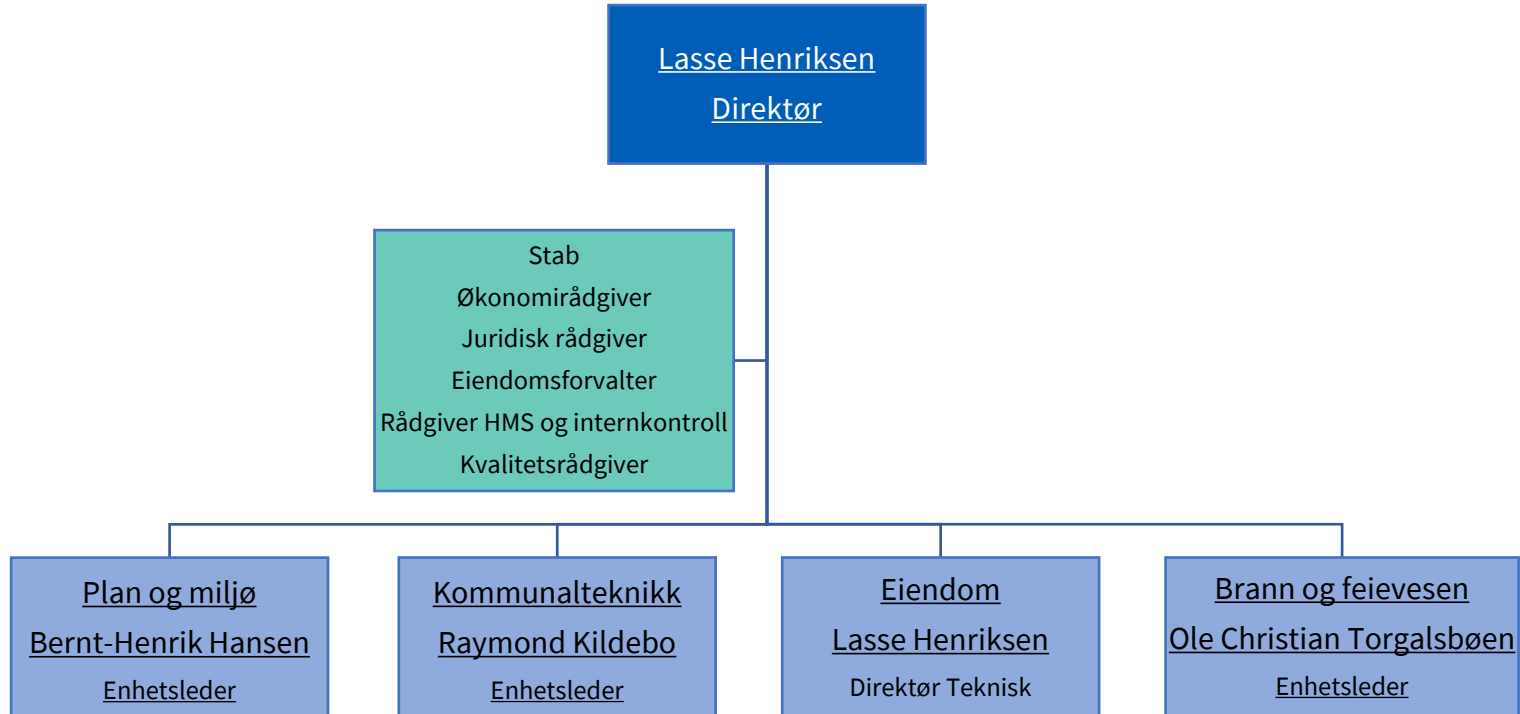 Lasse Henriksen
Direktør
Stab
Økonomirådgiver
Juridisk rådgiver
Eiendomsforvalter
Rådgiver HMS og internkontroll
Kvalitetsrådgiver
Plan og miljø
Bernt-Henrik Hansen
Enhetsleder
Kommunalteknikk
Raymond Kildebo
Enhetsleder
Eiendom
Lasse Henriksen
Direktør Teknisk
Brann og feievesen
Ole Christian Torgalsbøen
Enhetsleder